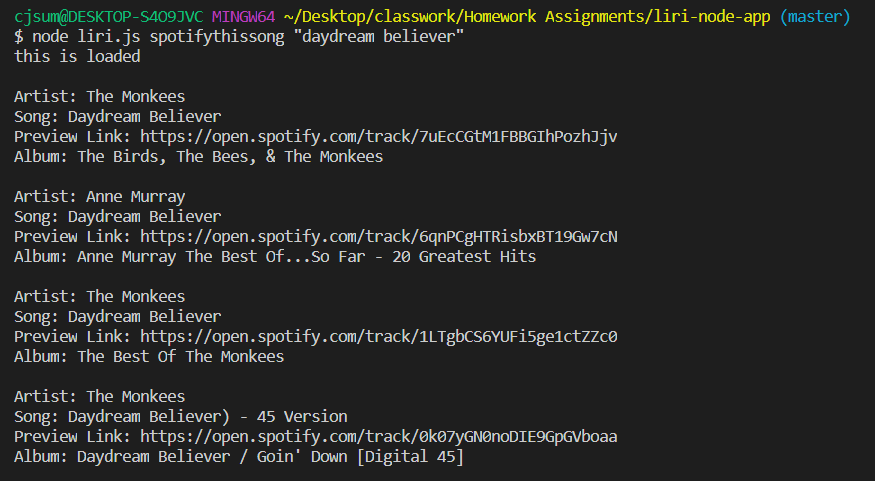 cjsum@DESKTOP-S4O9JVC MINGW64 ~/Desktop/classwork/Homework Assignments/liri-node-app (master)
$ node liri.js spotifythissong "daydream believer"
this is loaded
Artist: The Monkees
Song: Daydream Believer
Preview Link: https://open.spotify.com/track/7uEcCGtM1FBBGIhPozhJjv
Album: The Birds, The Bees, & The Monkees
Artist: Anne Murray
Song: Daydream Believer
Preview Link: https://open.spotify.com/track/6qnPCgHTRisbxBT19Gw7cN
Album: Anne Murray The Best Of...So Far - 20 Greatest Hits
Artist: The Monkees
Song: Daydream Believer
Preview Link: https://open.spotify.com/track/1LTgbCS6YUFi5ge1ctZZc0
Album: The Best Of The Monkees
Artist: The Monkees
Song: Daydream Believer) - 45 Version
Preview Link: https://open.spotify.com/track/0k07yGN0noDIE9GpGVboaa
Album: Daydream Believer / Goin' Down [Digital 45]